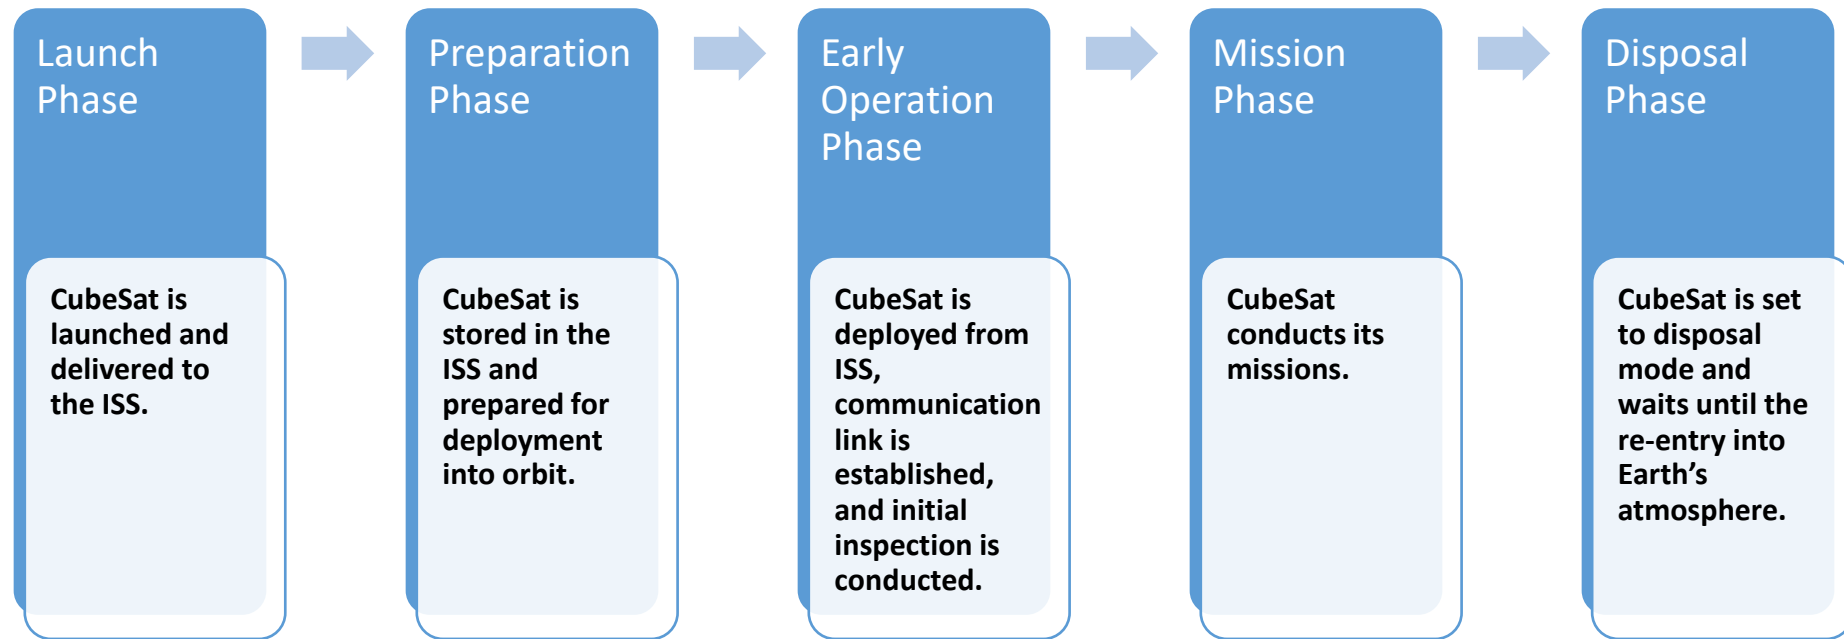 Launch
Phase
CubeSat is
launched and
delivered to
the ISS.
Preparation
Phase
CubeSat is
stored in the
ISS and
prepared for
deployment
into orbit.
Early
Operation
Phase
CubeSat is
deployed from
ISS,
communication
link is
established,
and initial
inspection is
conducted.
Mission
Phase
CubeSat
conducts its
missions.
Disposal
Phase
CubeSat is set
to disposal
mode and
waits until the
re-entry into
Earth’s
atmosphere.